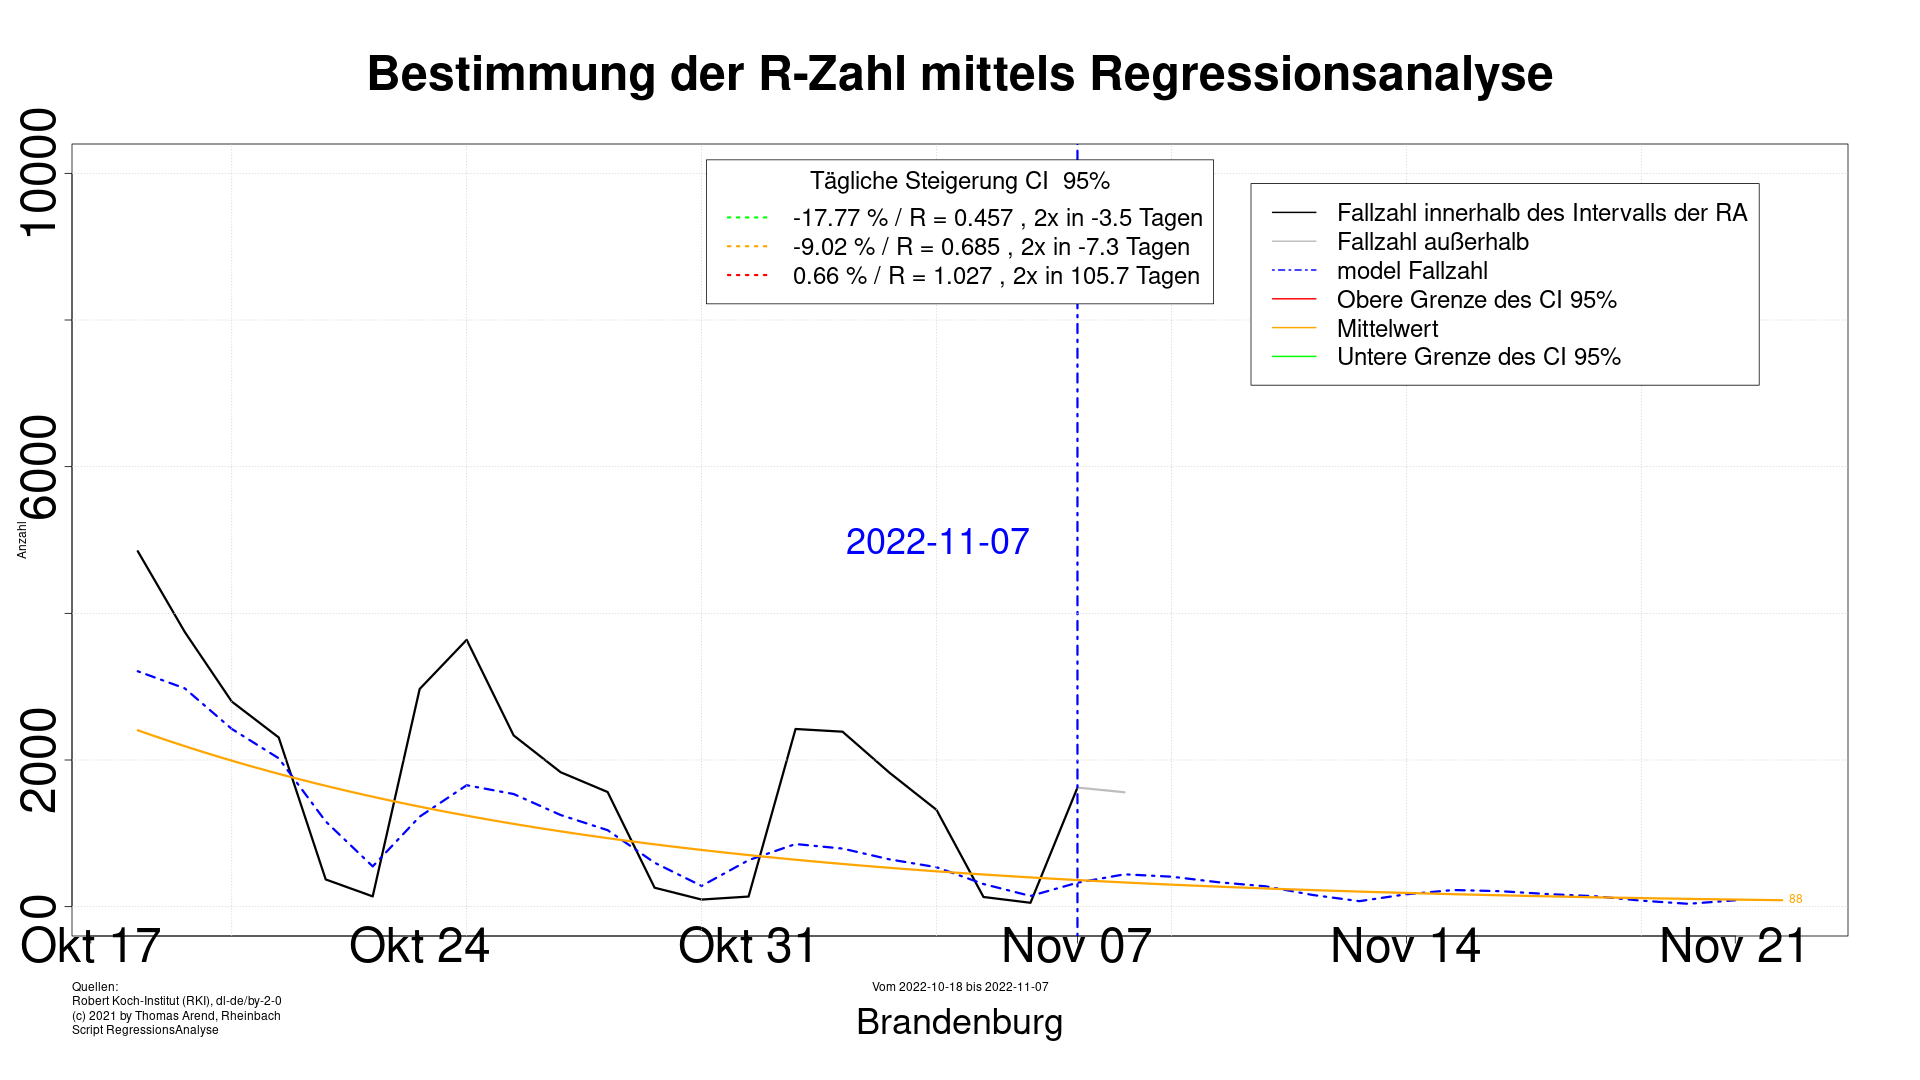 Bestimmung der R-Zahl mittels Regressionsanalyse
Anzahl
10000
6000
2000
0
Tägliche Steigerung CI 95%
-17.77 % / R = 0.457 , 2x in -3.5 Tagen
-9.02 % / R = 0.685 , 2x in -7.3 Tagen
0.66 % / R = 1.027 , 2x in 105.7 Tagen
Fallzahl innerhalb des Intervalls der RA
Fallzahl außerhalb
model Fallzahl
Obere Grenze des CI 95%
Mittelwert
Untere Grenze des CI 95%
2022-11-07
88
Okt 17 Okt 24 Okt 31 Nov 07 Nov 14 Nov 21
Quellen:
Robert Koch-Institut (RKI), dl-de/by-2-0
(c) 2021 by Thomas Arend, Rheinbach
Script RegressionsAnalyse
Vom 2022-10-18 bis 2022-11-07
Brandenburg